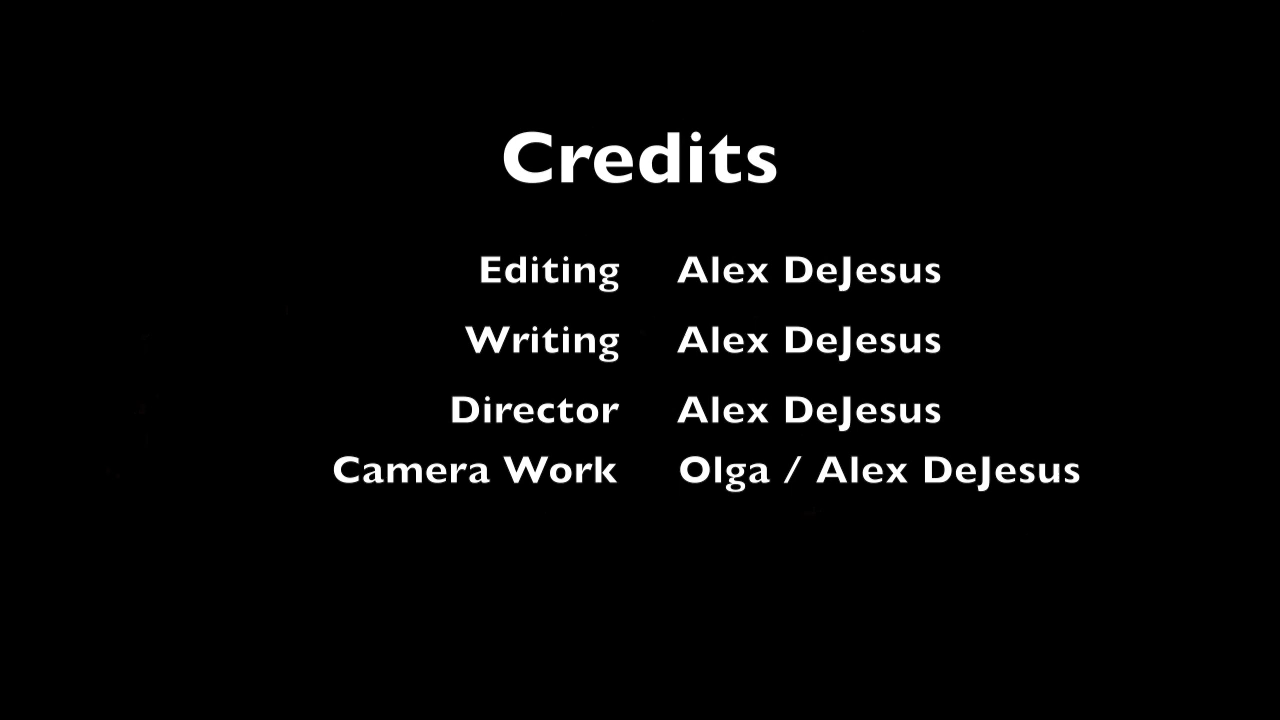 Credits
Editing Alex DeJesus
Writing Alex DeJesus
Director Alex DeJesus
Camera Work Olga / Alex DeJesus